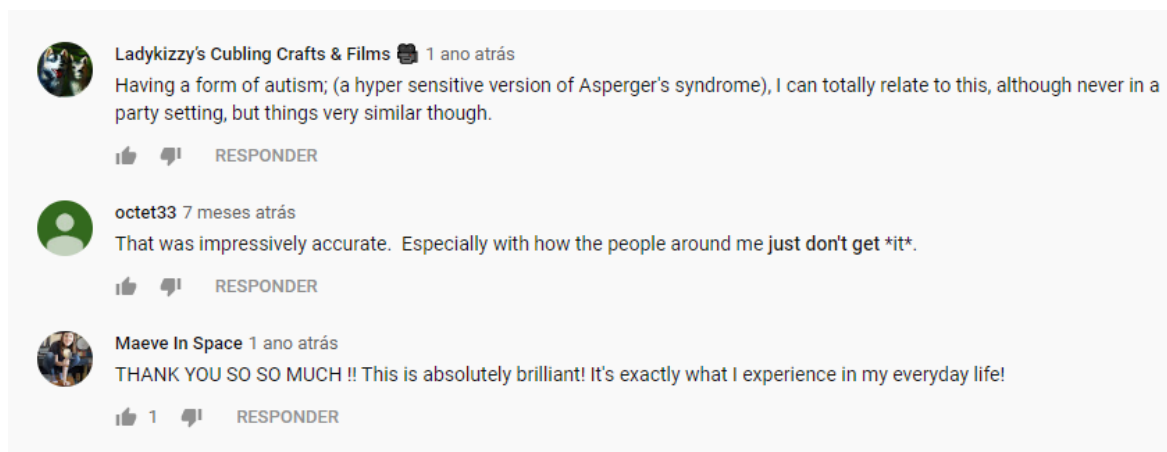 Ladykizzy's Cubling Crafts & Films 🎥 1 ano atrás
Having a form of autism; (a hyper sensitive version of Asperger's syndrome), I can totally relate to this, although never in a
party setting, but things very similar though.
RESPONDER
octet33 7 meses atrás
That was impressively accurate.  Especially with how the people around me just don't get *it*.
RESPONDER
Maeve In Space 1 ano atrás
THANK YOU SO SO MUCH !! This is absolutely brilliant! It's exactly what I experience in my everyday life!
1 RESPONDER